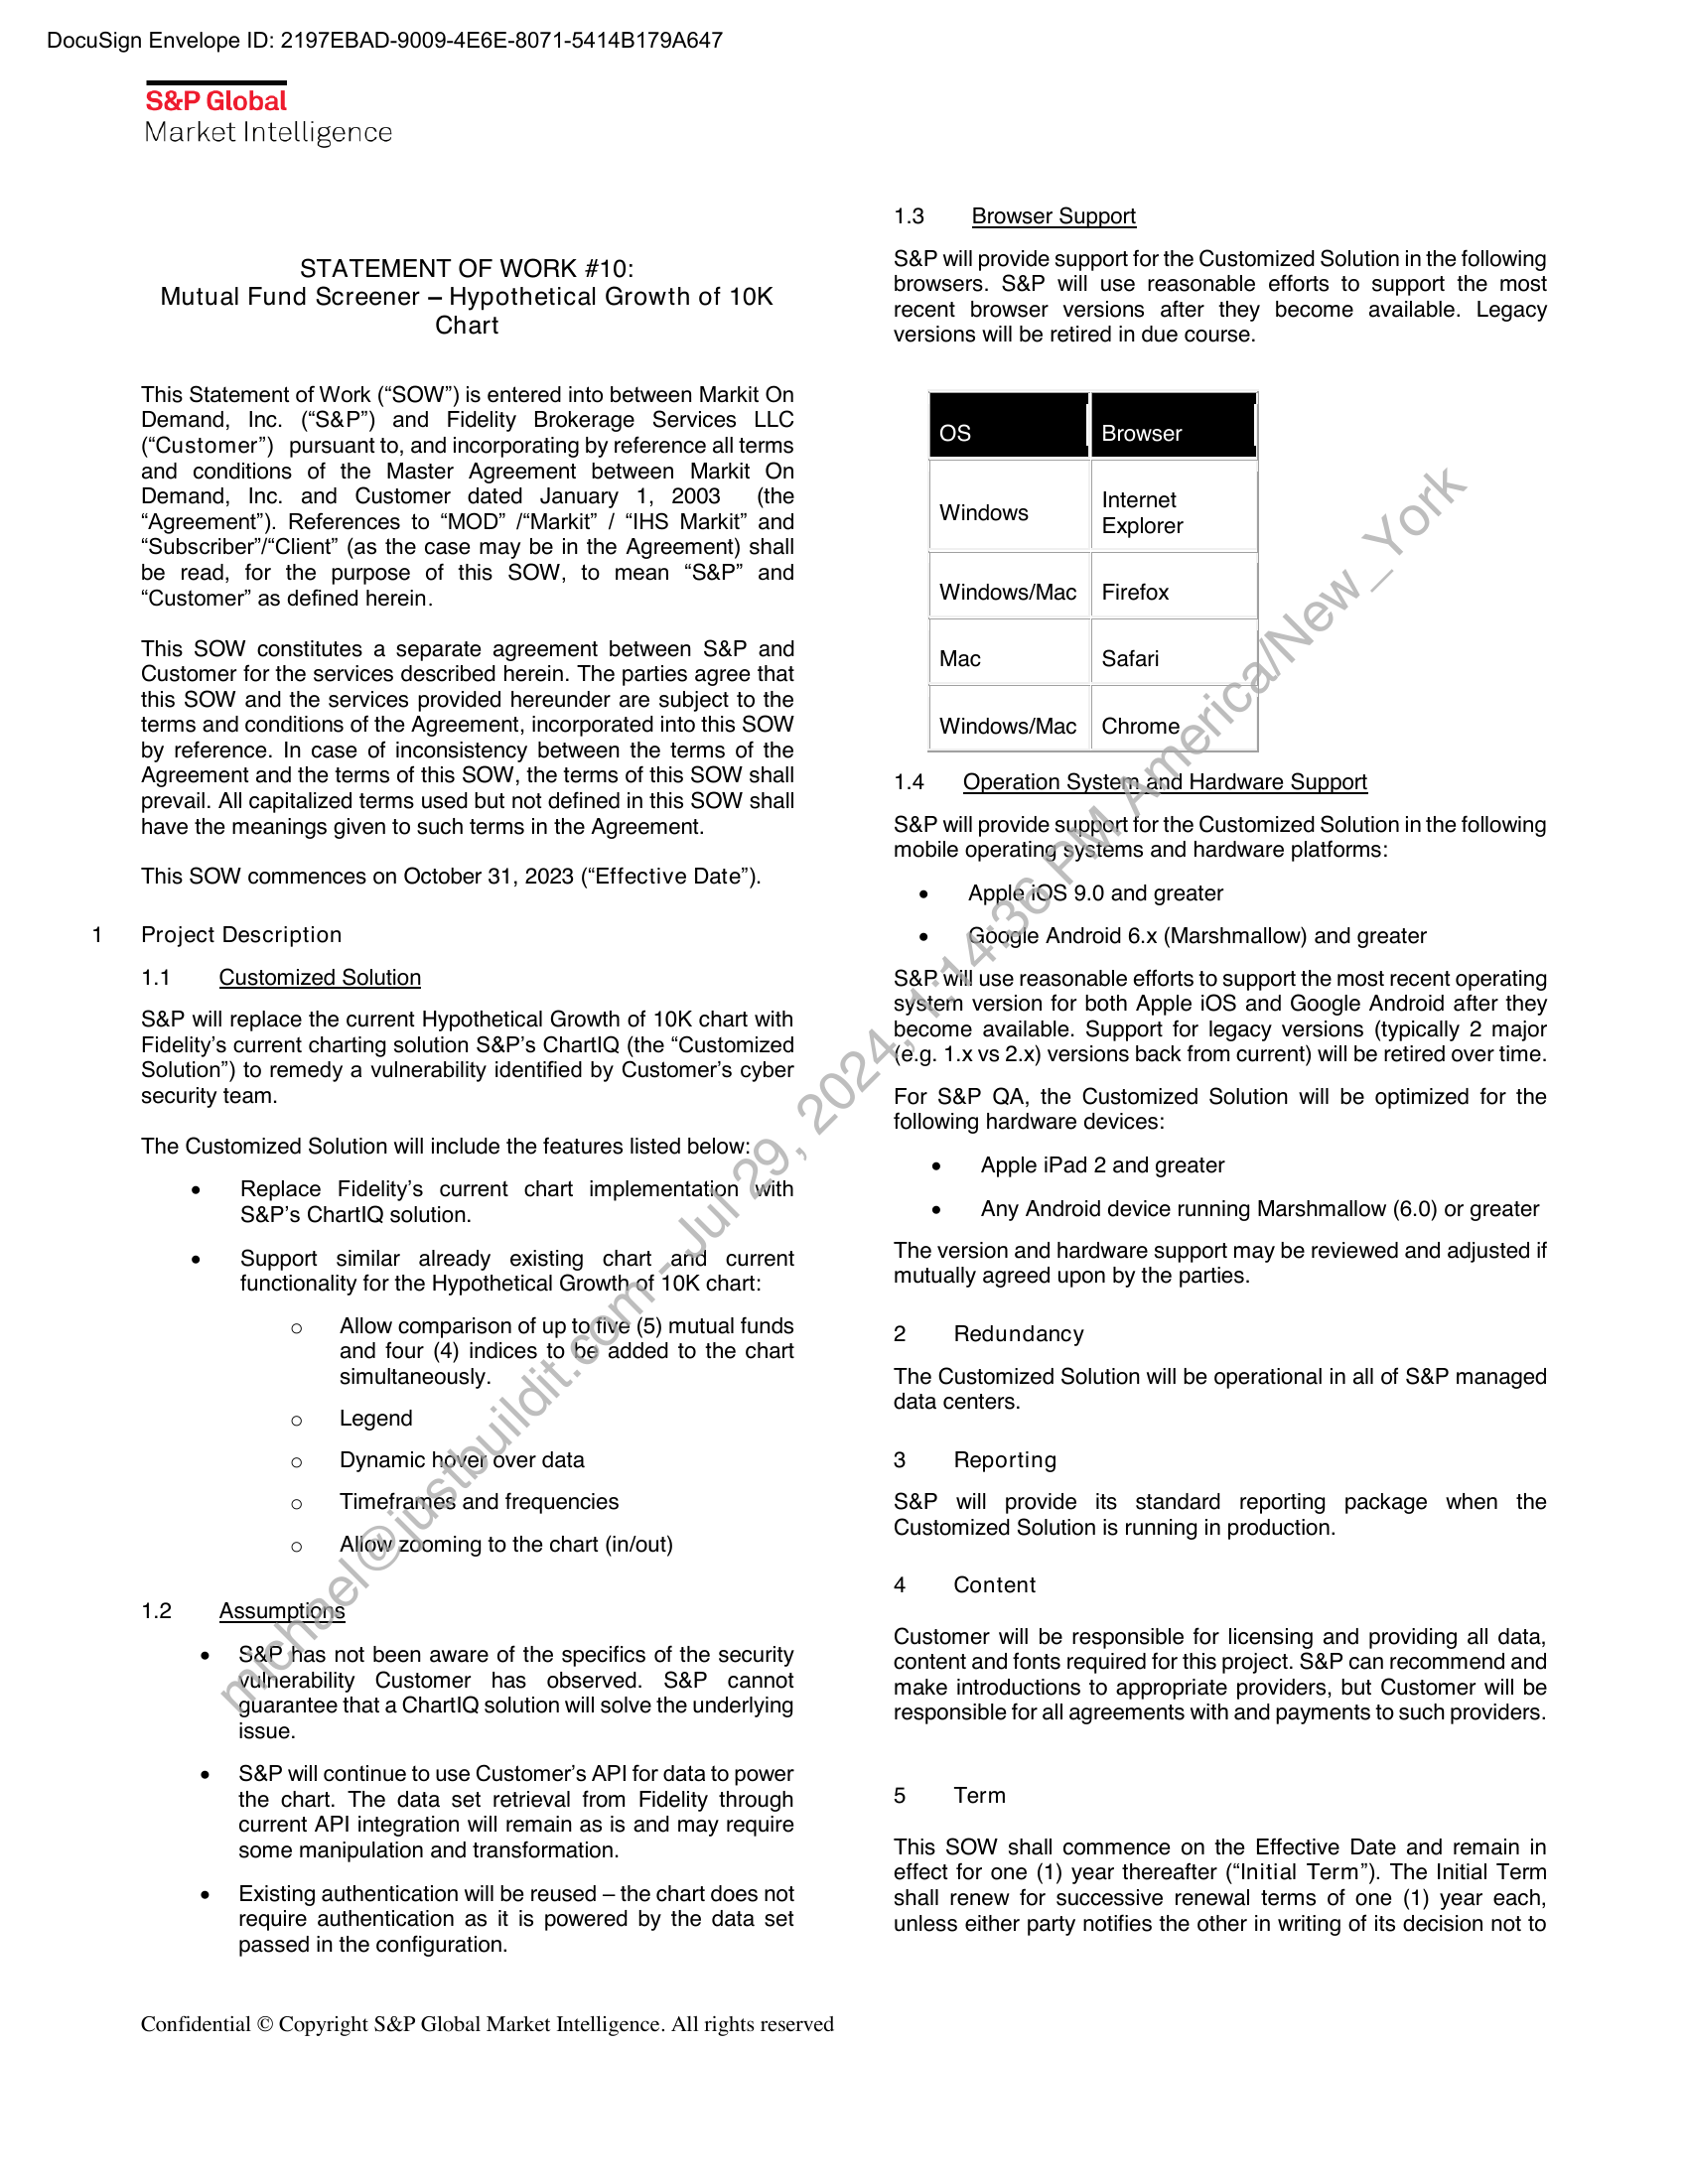 DocuSign Envelope ID: 2197EBAD-9009-4E6E-8071-5414B179A647
S&P Global
Market Intelligence
STATEMENT OF WORK #10:
Mutual Fund Screener – Hypothetical Growth of 10K
Chart
This Statement of Work (“SOW”) is entered into between Markit On
Demand, Inc. (“S&P”) and Fidelity Brokerage Services LLC
(“Customer”) pursuant to, and incorporating by reference all terms
and conditions of the Master Agreement between Markit On
Demand, Inc. and Customer dated January 1, 2003 (the
“Agreement”). References to “MOD” /“Markit” / “IHS Markit” and
“Subscriber”/“Client” (as the case may be in the Agreement) shall
be read, for the purpose of this SOW, to mean “S&P” and
“Customer” as defined herein.
This SOW constitutes a separate agreement between S&P and
Customer for the services described herein. The parties agree that
this SOW and the services provided hereunder are subject to the
terms and conditions of the Agreement, incorporated into this SOW
by reference. In case of inconsistency between the terms of the
Agreement and the terms of this SOW, the terms of this SOW shall
prevail. All capitalized terms used but not defined in this SOW shall
have the meanings given to such terms in the Agreement.
This SOW commences on October 31, 2023 (“Effective Date”).
1 Project Description
1.1 Customized Solution
S&P will replace the current Hypothetical Growth of 10K chart with
Fidelity’s current charting solution S&P’s ChartIQ (the “Customized
Solution”) to remedy a vulnerability identified by Customer’s cyber
security team.
The Customized Solution will include the features listed below:
• Replace Fidelity’s current chart implementation with
S&P’s ChartIQ solution.
• Support similar already existing chart and current
functionality for the Hypothetical Growth of 10K chart:
○ Allow comparison of up to five (5) mutual funds
and four (4) indices to be added to the chart
simultaneously.
○ Legend
○ Dynamic hover over data
○ Timeframes and frequencies
○ Allow zooming to the chart (in/out)
1.2 Assumptions
• S&P has not been aware of the specifics of the security
vulnerability Customer has observed. S&P cannot
guarantee that a ChartIQ solution will solve the underlying
issue.
• S&P will continue to use Customer’s API for data to power
the chart. The data set retrieval from Fidelity through
current API integration will remain as is and may require
some manipulation and transformation.
• Existing authentication will be reused – the chart does not
require authentication as it is powered by the data set
passed in the configuration.
1.3 Browser Support
S&P will provide support for the Customized Solution in the following
browsers. S&P will use reasonable efforts to support the most
recent browser versions after they become available. Legacy
versions will be retired in due course.
OS Browser
Windows Internet
Explorer
Windows/Mac Firefox
Mac Safari
Windows/Mac Chrome
1.4 Operation System and Hardware Support
S&P will provide support for the Customized Solution in the following
mobile operating systems and hardware platforms:
• Apple iOS 9.0 and greater
• Google Android 6.x (Marshmallow) and greater
S&P will use reasonable efforts to support the most recent operating
system version for both Apple iOS and Google Android after they
become available. Support for legacy versions (typically 2 major
(e.g. 1.x vs 2.x) versions back from current) will be retired over time.
For S&P QA, the Customized Solution will be optimized for the
following hardware devices:
• Apple iPad 2 and greater
• Any Android device running Marshmallow (6.0) or greater
The version and hardware support may be reviewed and adjusted if
mutually agreed upon by the parties.
2 Redundancy
The Customized Solution will be operational in all of S&P managed
data centers.
3 Reporting
S&P will provide its standard reporting package when the
Customized Solution is running in production.
4 Content
Customer will be responsible for licensing and providing all data,
content and fonts required for this project. S&P can recommend and
make introductions to appropriate providers, but Customer will be
responsible for all agreements with and payments to such providers.
5 Term
This SOW shall commence on the Effective Date and remain in
effect for one (1) year thereafter (“Initial Term”). The Initial Term
shall renew for successive renewal terms of one (1) year each,
unless either party notifies the other in writing of its decision not to
Confidential © Copyright S&P Global Market Intelligence. All rights reserved
michael@justbuildit.com - Jul 29, 2024, 1:14:36 PM America/New_York